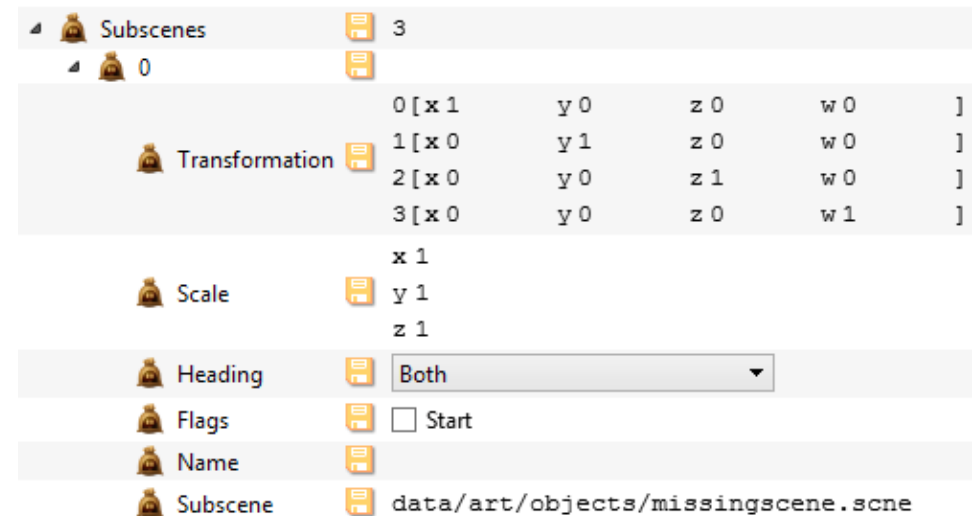 Subscenes 3
0
0[x 1 y 0 z 0 w 0 ]
1[x 0 y 1 z 0 w 0 ]
Transformation
2[x 0 y 0 z 1 w 0 ]
3[x 0 y 0 z 0 w 1 ]
x 1
Scale y 1
z 1
Heading Both
Flags Start
Name
Subscene data/art/objects/missingscene.scne